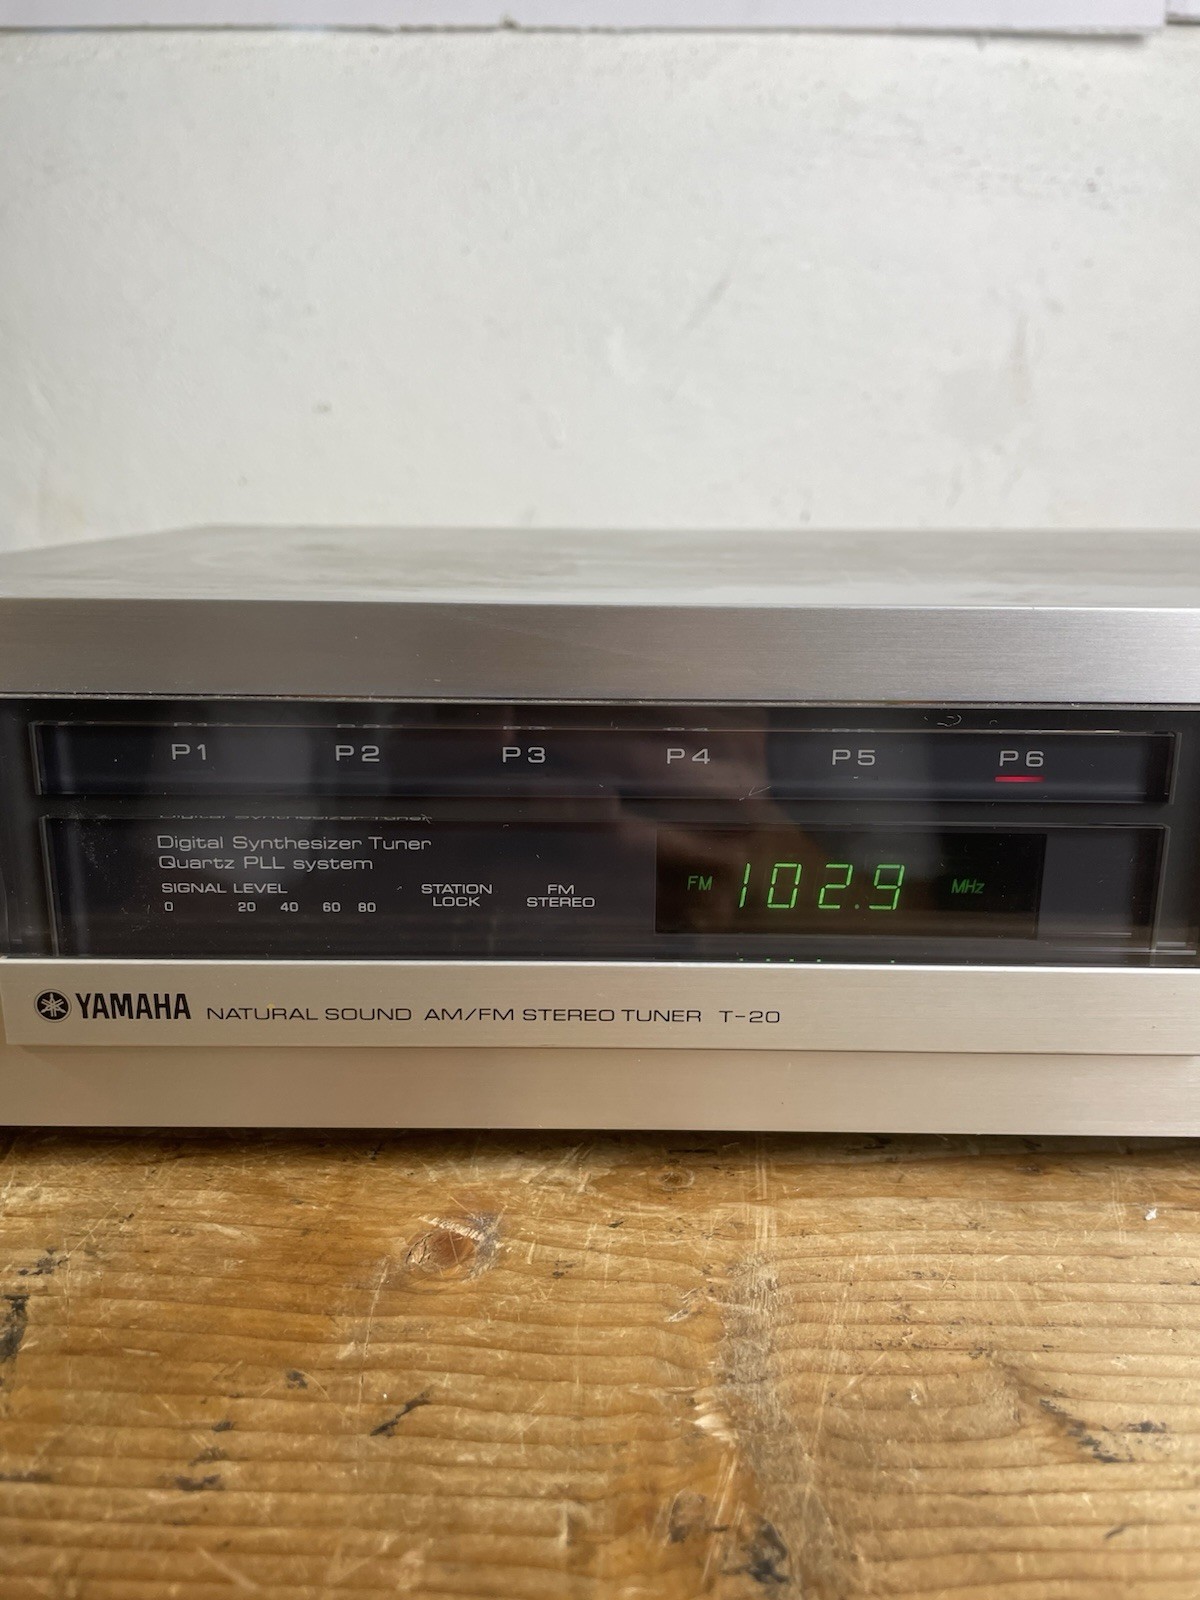 P1 P2 P3 P4 P5 P6
Digital Synthesizer Tuner
Quartz PLL system
SIGNAL LEVEL
0 20 40 60 80
STATION
LOCK
FM
STEREO
FM 102.9 MHz
YAMAHA NATURAL SOUND AM/FM STEREO TUNER T-20